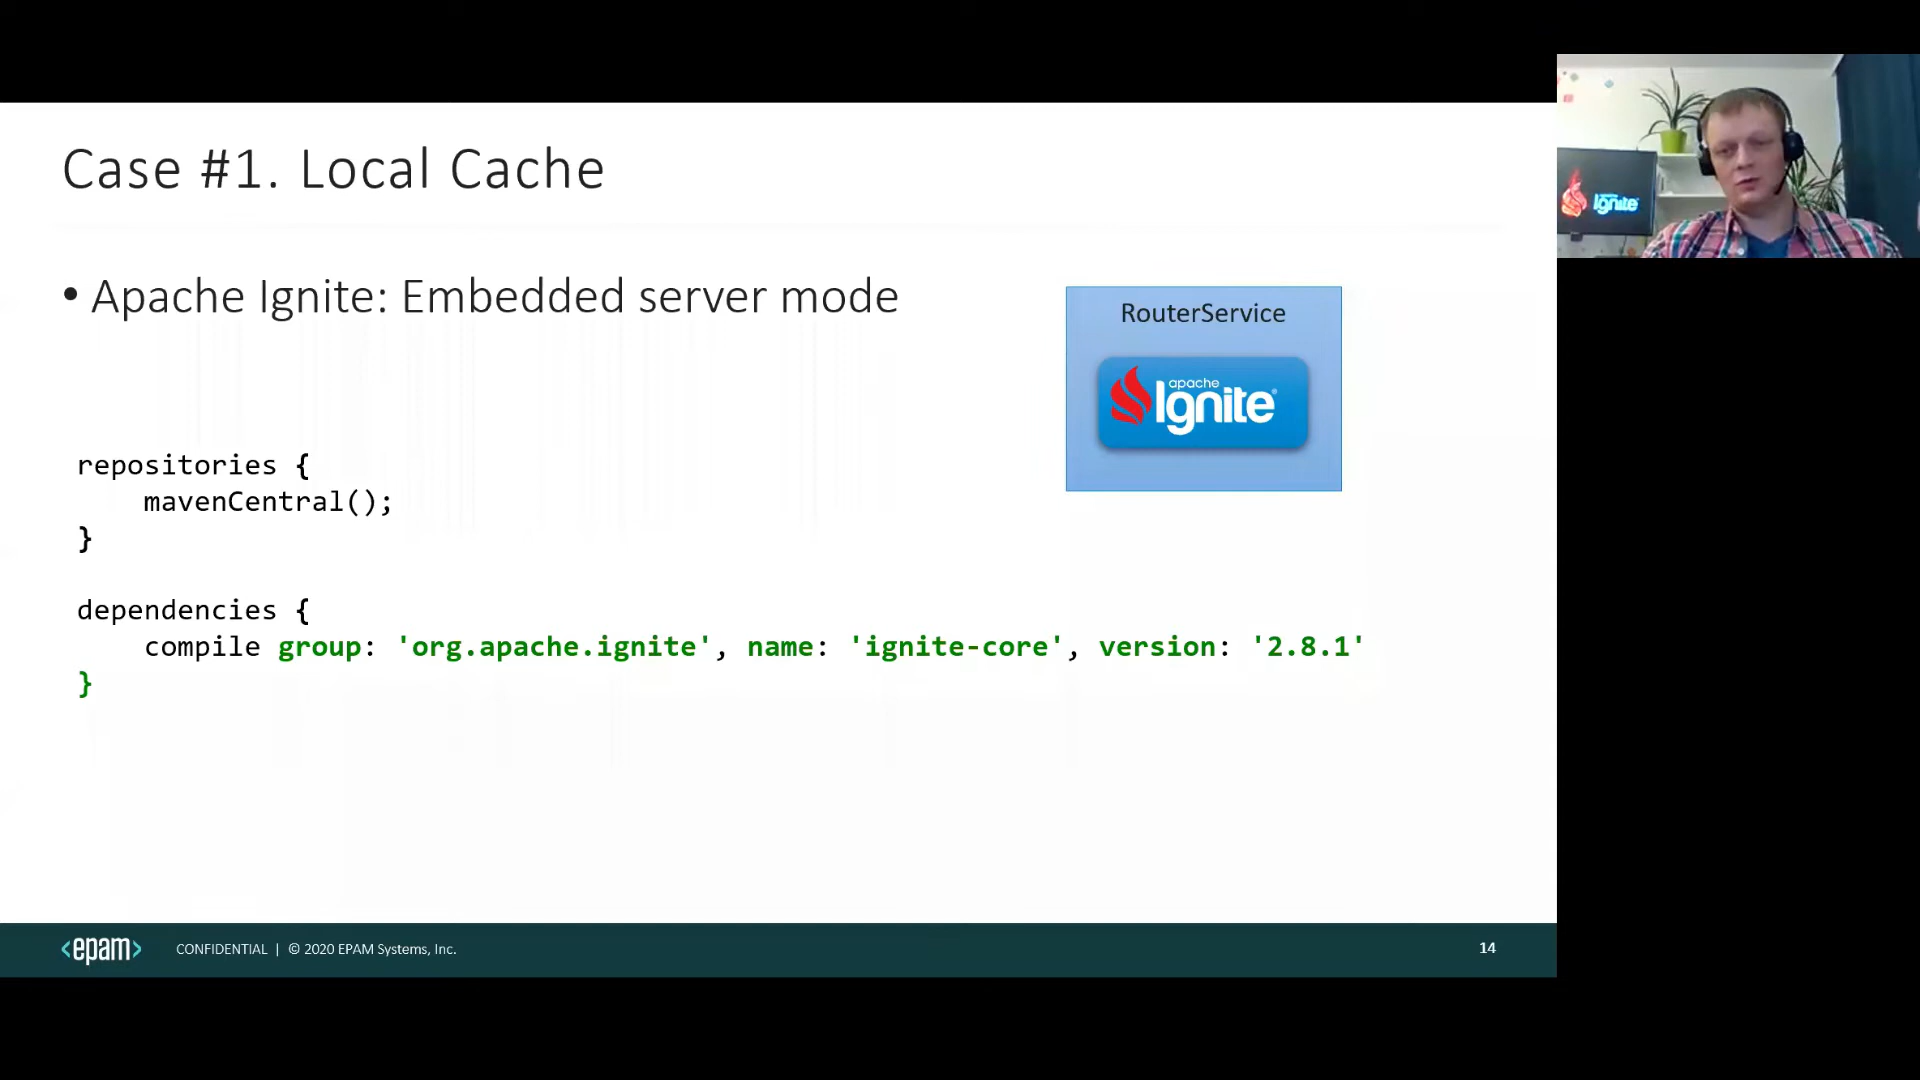 Case #1. Local Cache
• Apache Ignite: Embedded server mode
RouterService
apache
Ignite
repositories {
    mavenCentral();
}
dependencies {
    compile group: 'org.apache.ignite', name: 'ignite-core', version: '2.8.1'
}
<epam> CONFIDENTIAL | © 2020 EPAM Systems, Inc. 14
Ignite